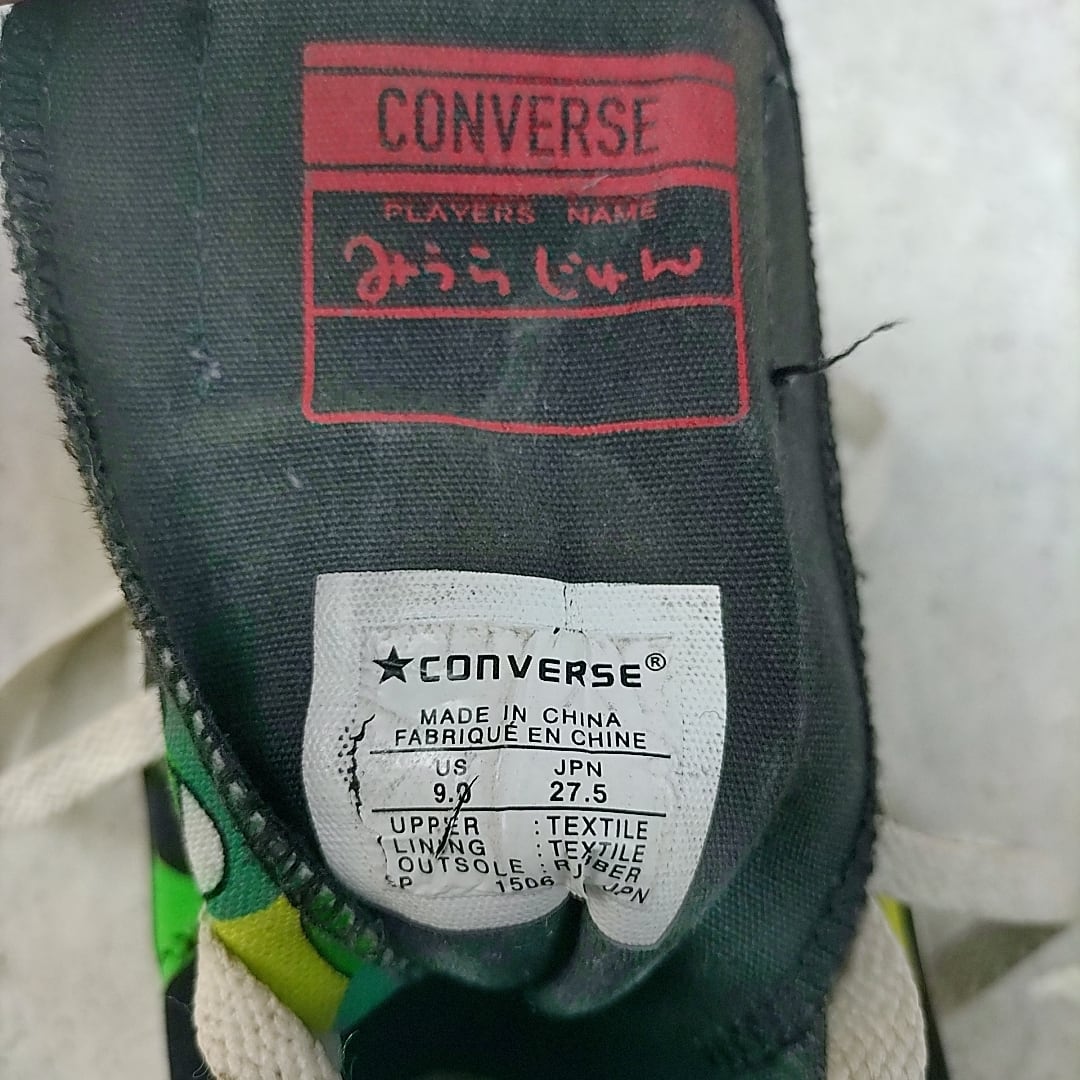 CONVERSE
PLAYERS NAME
みうらじゅん
★CONVERSE®
MADE IN CHINA
FABRIQUÉ EN CHINE
US JPN
9.0 27.5
UPPER : TEXTILE
LINING : TEXTILE
OUTSOLE : RUBBER
1506 JPN